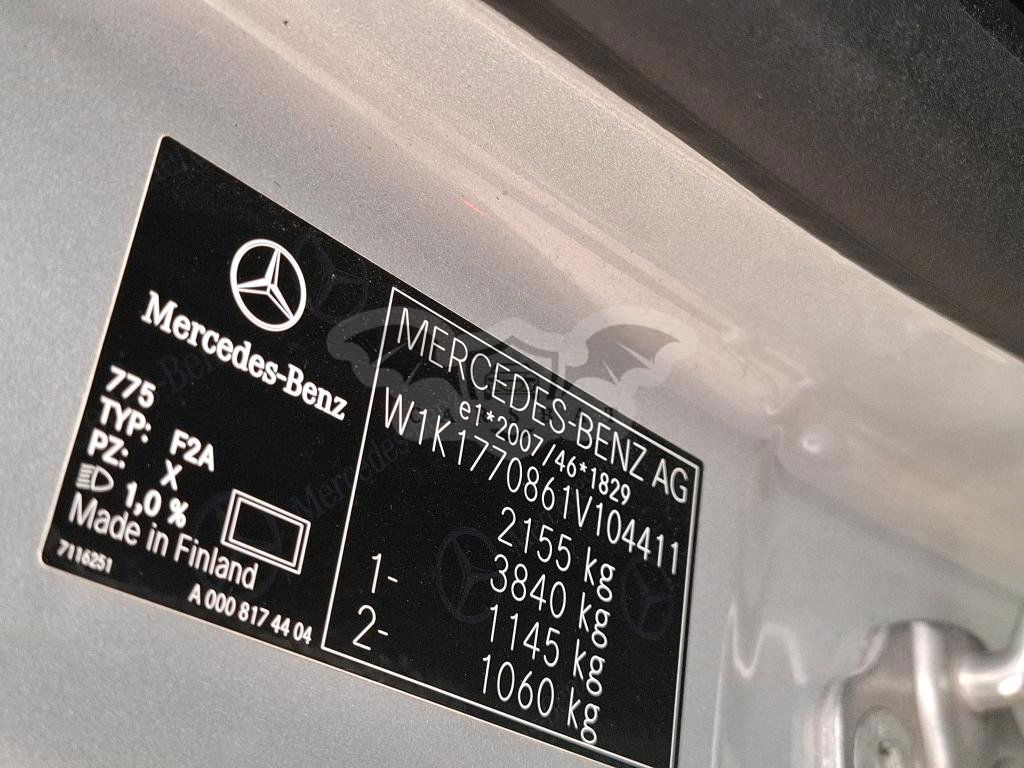 Mercedes-Benz
775
TYP: F2A
PZ: X
1,0 %
Made in Finland
7116251
A 000 817 44 04
MERCEDES-BENZ AG
e1*2007/46*1829
W1K1770861V104411
2155 kg
3840 kg
1- 1145 kg
2- 1060 kg